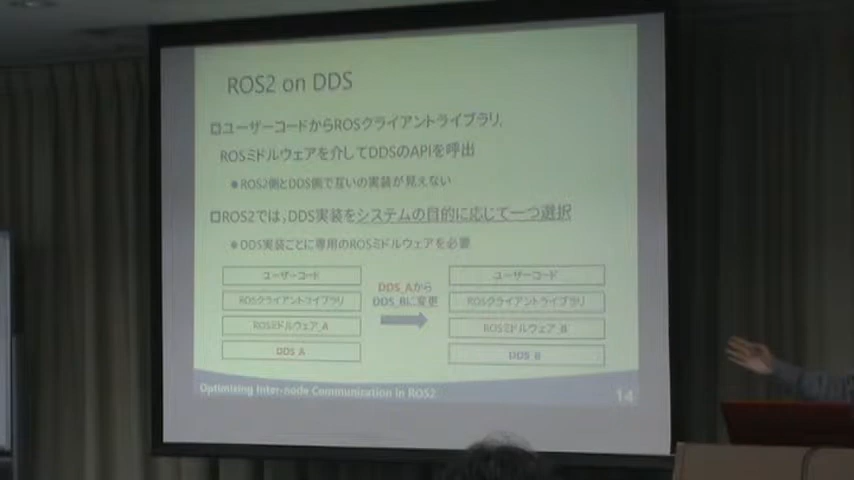 ROS2 on DDS
ユーザーコードからROSクライアントライブラリ,
ROSミドルウェアを介してDDSのAPIを呼出
ROS2側とDDS側で互いの実装が見えない
ROS2では, DDS実装をシステムの目的に応じて一つ選択
DDS実装ごとに専用のROSミドルウェアを必要
ユーザーコード
ROSクライアントライブラリ
ROSミドルウェア_A
DDS_A
DDS_Aから
DDS_Bに変更
ユーザーコード
ROSクライアントライブラリ
ROSミドルウェア_B
DDS_B
Optimising Inter-node Communication in ROS2
14